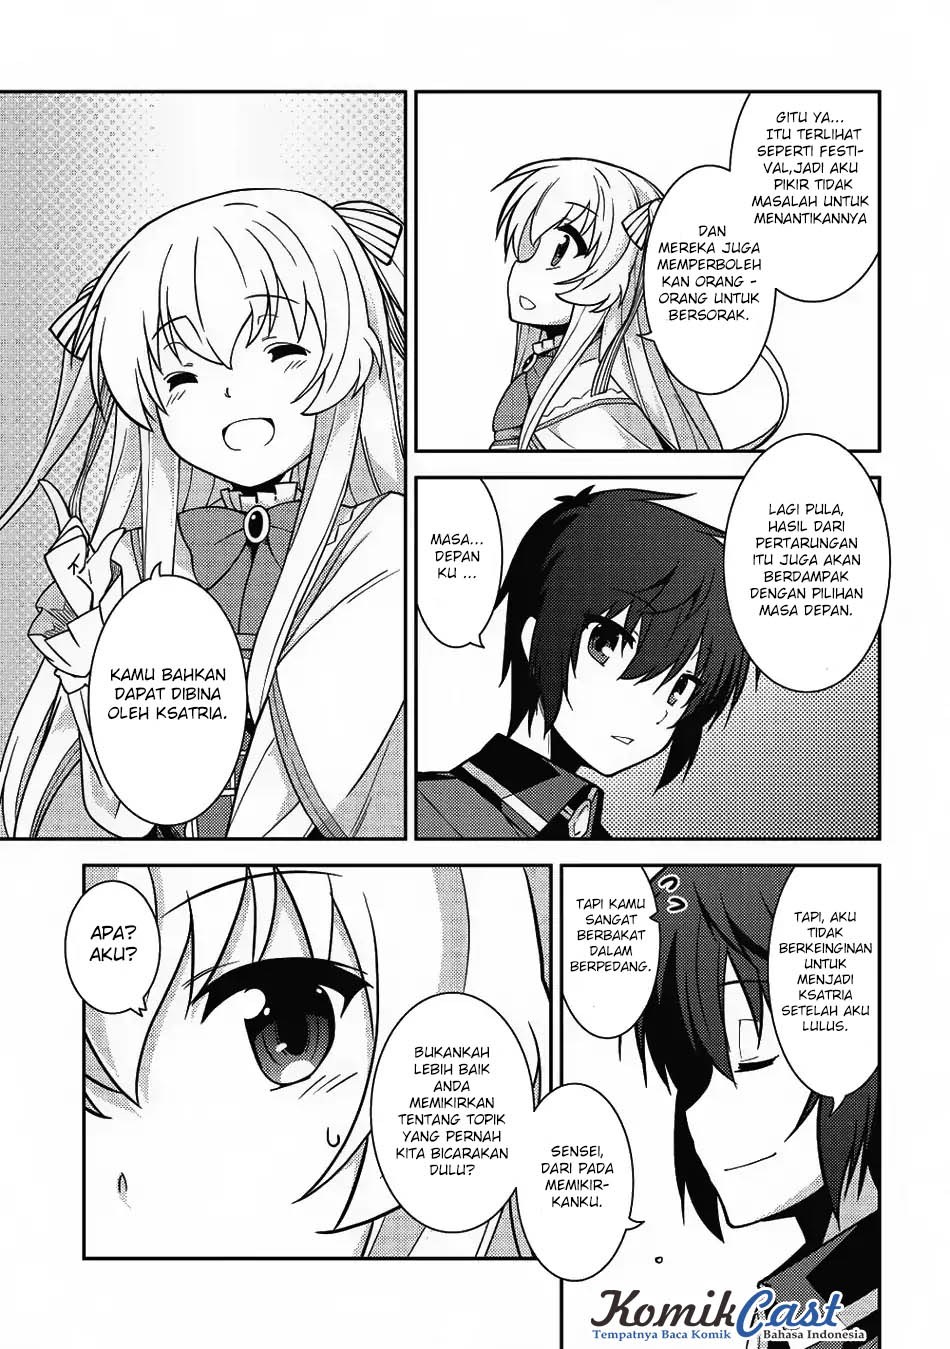 GITU YA...
ITU TERLIHAT
SEPERTI FESTI-
VAL,JADI AKU
PIKIR TIDAK
MASALAH UNTUK
MENANTIKANNYA
DAN
MEREKA JUGA
MEMPERBOLEH
KAN ORANG -
ORANG UNTUK
BERSORAK.
LAGI PULA,
HASIL DARI
PERTARUNGAN
ITU JUGA AKAN
BERDAMPAK
DENGAN PILIHAN
MASA DEPAN.
MASA...
DEPAN
KU ...
KAMU BAHKAN
DAPAT DIBINA
OLEH KSATRIA.
TAPI, AKU
TIDAK
BERKEINGINAN
UNTUK
MENJADI
KSATRIA
SETELAH AKU
LULUS.
TAPI KAMU
SANGAT
BERBAKAT
DALAM
BERPEDANG.
SENSEI,
DARI PADA
MEMIKIR-
KANKU.
BUKANKAH
LEBIH BAIK
ANDA
MEMIKIRKAN
TENTANG TOPIK
YANG PERNAH
KITA BICARAKAN
DULU?
APA?
AKU?
KomikCast
Tempatnya Baca Komik Bahasa Indonesia